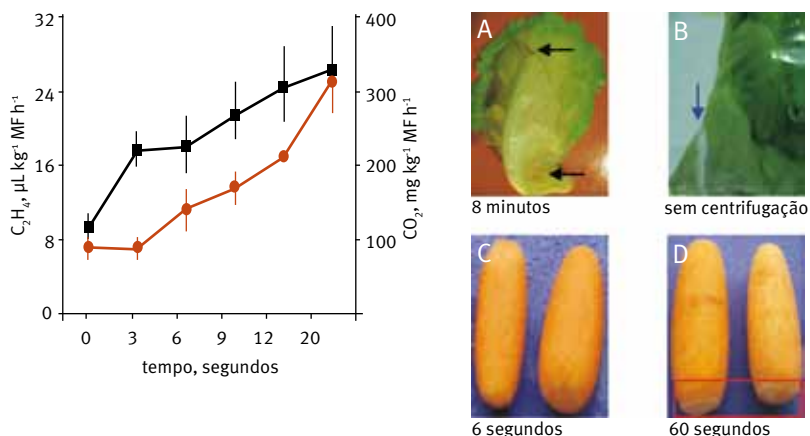 32
24
16
8
0
C₂H₄, µL kg⁻¹ MF h⁻¹
400
300
200
100
CO₂, mg kg⁻¹ MF h⁻¹
0 3 6 9 12 20
tempo, segundos
A
8 minutos
B
sem centrifugação
C
6 segundos
D
60 segundos